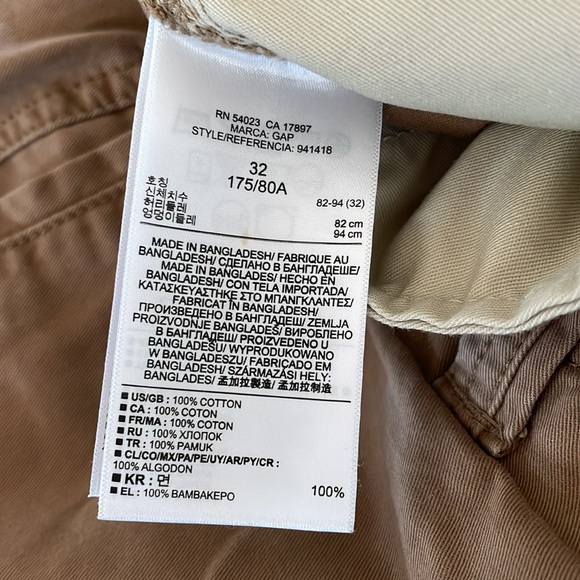 RN 54023 CA 17897
MARCA: GAP
STYLE/REFERENCIA: 941418
32
175/80A
호칭 82-94 (32)
신체치수
허리둘레 82 cm
엉덩이둘레 94 cm
MADE IN BANGLADESH/ FABRIQUE AU
BANGLADESH/ СДЕЛАНО В БАНГЛАДЕШЕ/
MADE IN BANGLADES/ HECHO EN
BANGLADESH/ CON TELA IMPORTADA/
ΚΑΤΑΣΚΕΥΑΣΤΗΚΕ ΣΤΟ ΜΠΑΝΓΚΛΑΝΤΕΣ/
FABRICAT ÎN BANGLADESH/
ПРОИЗВЕДЕНО В БАНГЛАДЕШ/ ZEMLJA
PROIZVODNJE BANGLADEŠ/ ВИРОБЛЕНО
В БАНГЛАДЕШ/ PROIZVEDENO U
BANGLADEŠU/ WYPRODUKOWANO
W BANGLADESZU/ FABRICADO EM
BANGLADESH/ SZÁRMAZÁSI HELY:
BANGLADES/ 孟加拉製造/ 孟加拉制造
US/GB : 100% COTTON
CA : 100% COTON
FR/MA : 100% COTON
RU : 100% ХЛОПОК
TR : 100% PAMUK
CL/CO/MX/PA/PE/UY/AR/PY/CR :
100% ALGODON
KR : 면 100%
EL : 100% ΒΑΜΒΑΚΕΡΟ